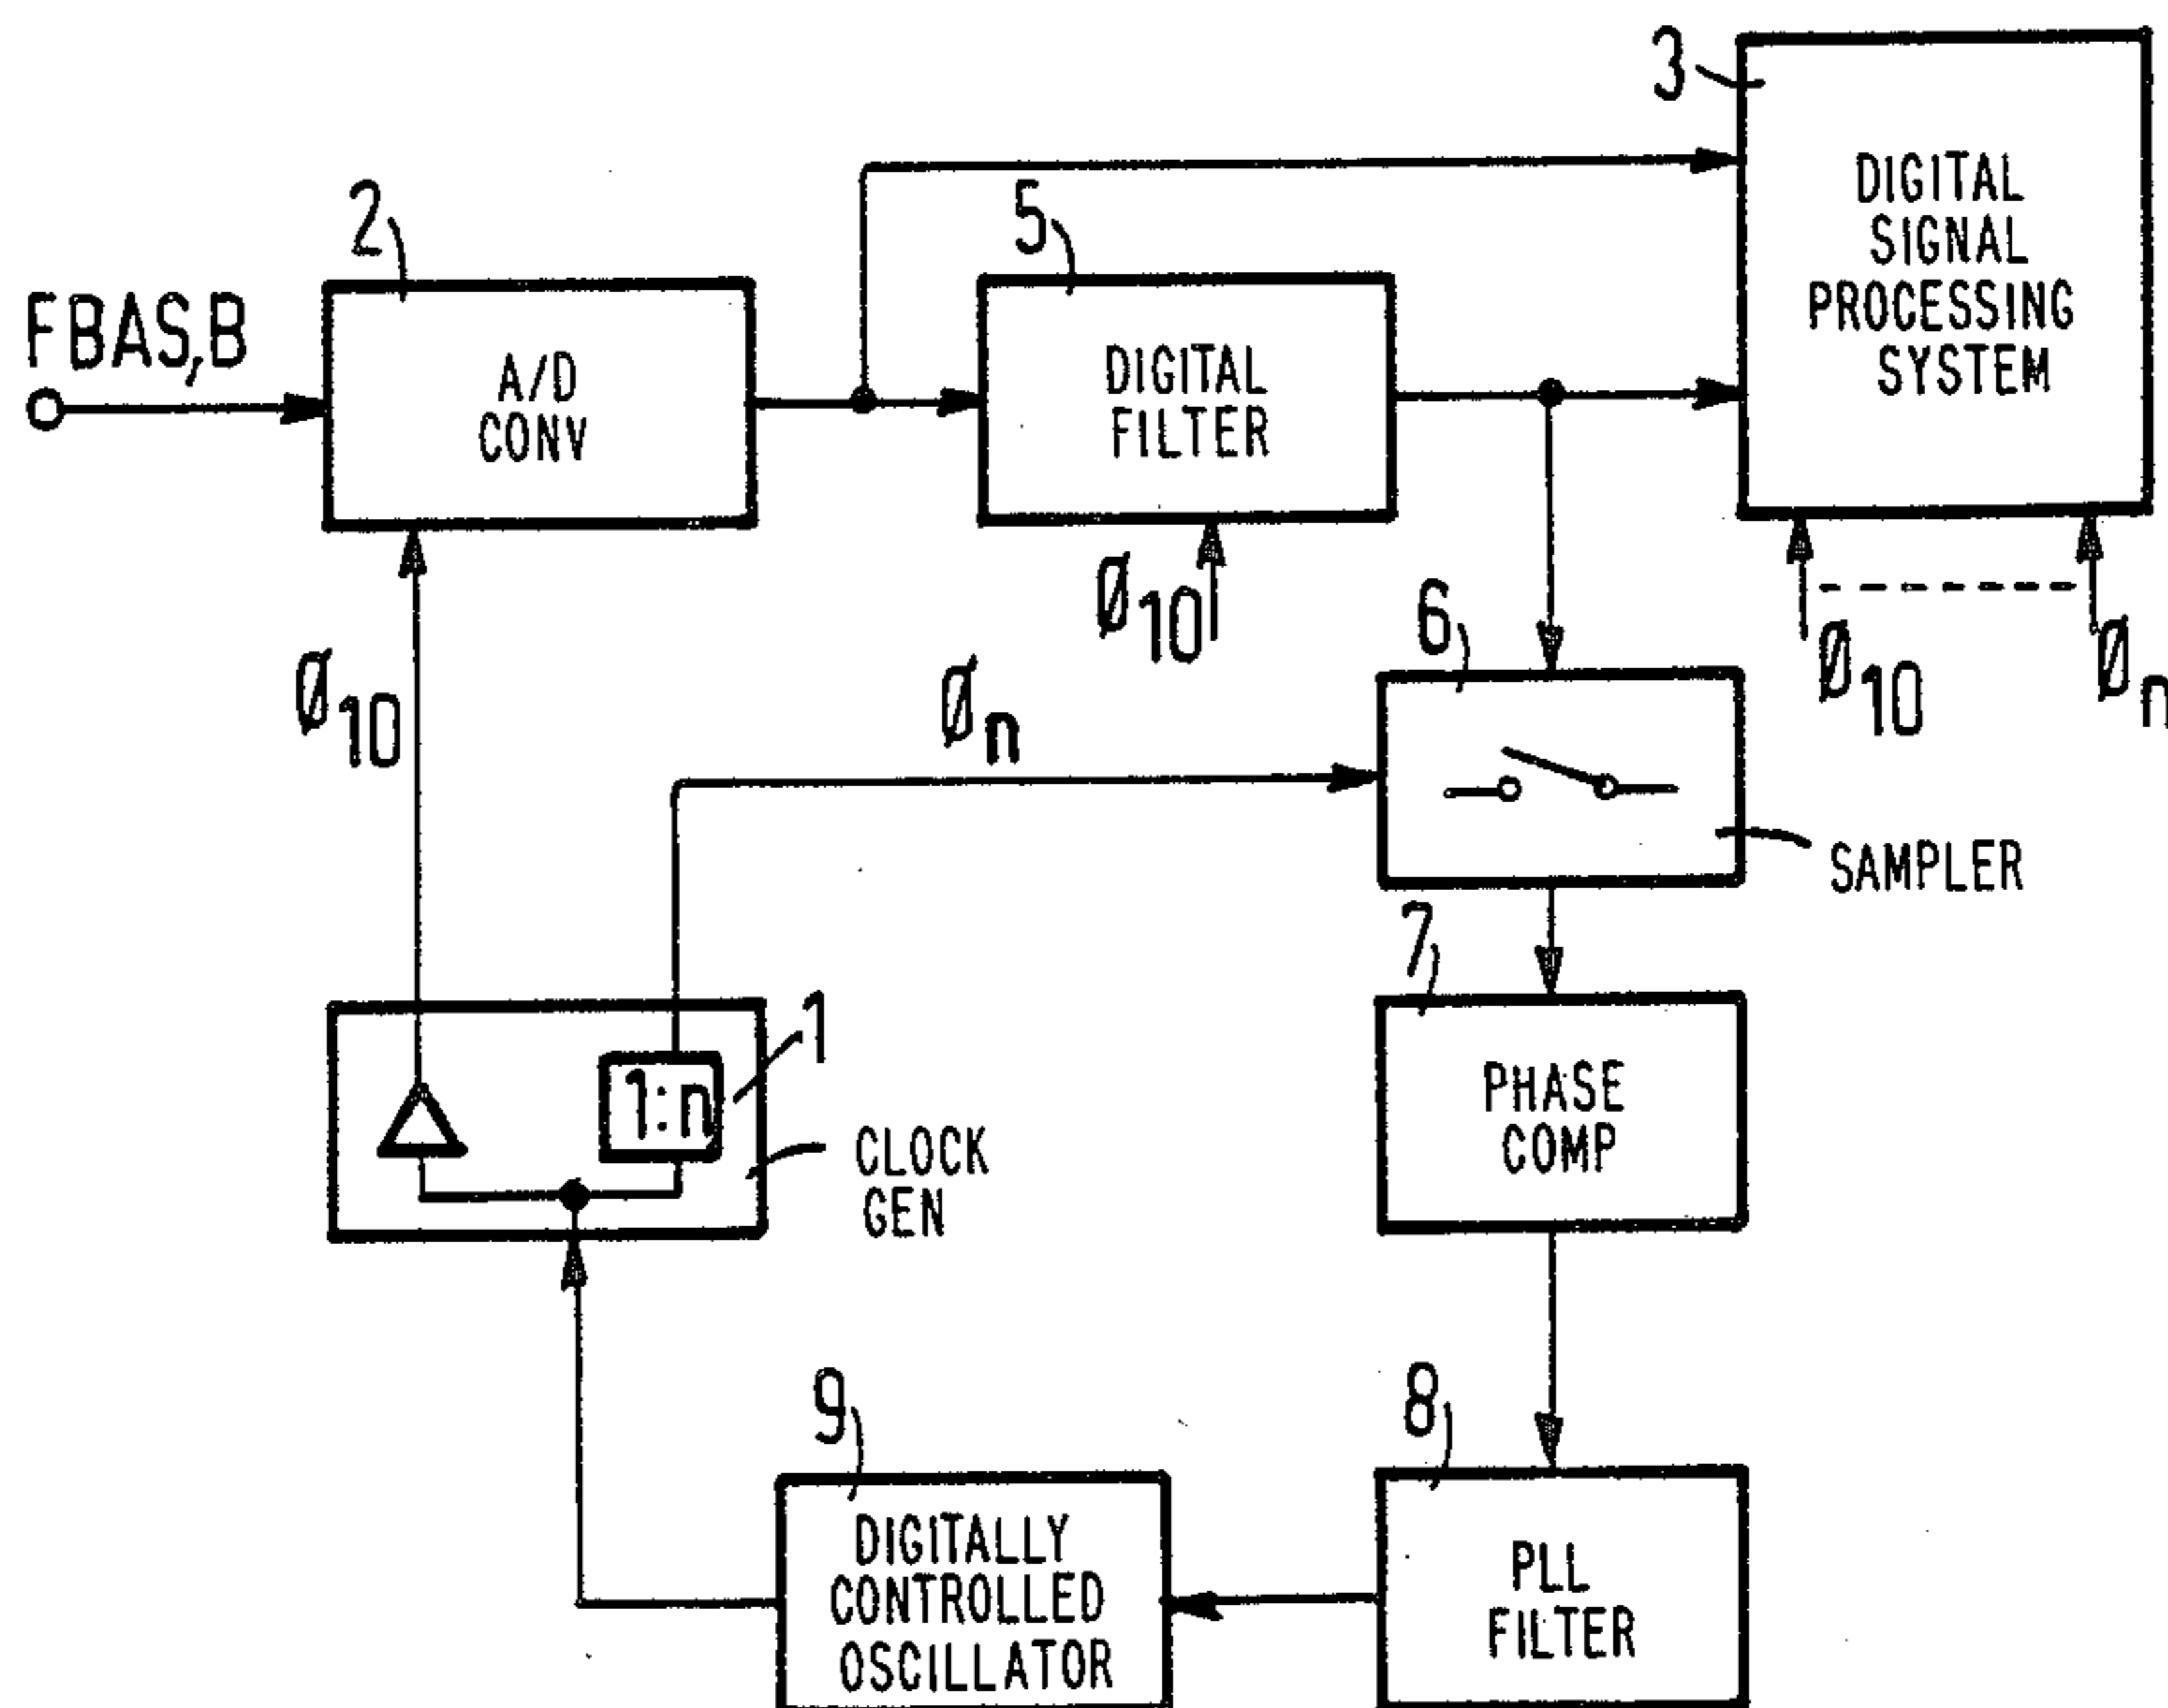 3
DIGITAL
SIGNAL
PROCESSING
SYSTEM
2
5
FBAS,B
A/D
CONV
DIGITAL
FILTER
Ø10
Ø10
Øn
6
Ø10
Øn
SAMPLER
7
1
1:n
PHASE
COMP
CLOCK
GEN
9
8
DIGITALLY
CONTROLLED
OSCILLATOR
PLL
FILTER